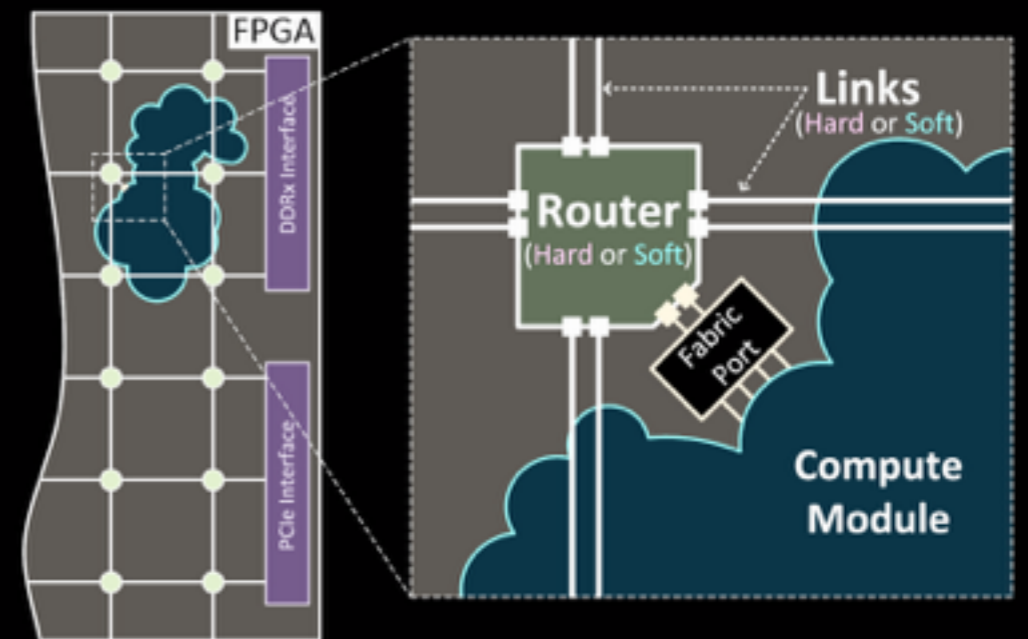 FPGA
DDRx Interface
PCIe Interface
Links
(Hard or Soft)
Router
(Hard or Soft)
Fabric
Port
Compute
Module